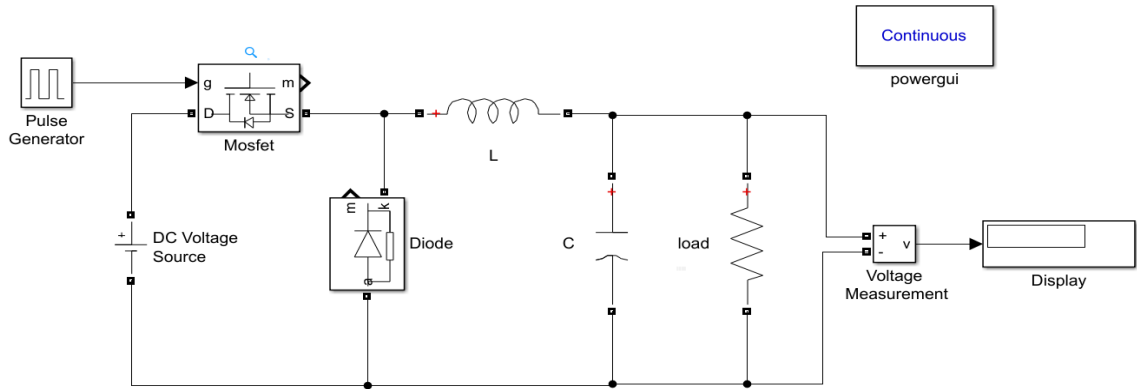 Continuous
powergui
g
m
D
S
Pulse
Generator
Mosfet
+
L
m
k
a
Diode
+
DC Voltage
Source
+
C
+
load
+
-
v
Voltage
Measurement
Display